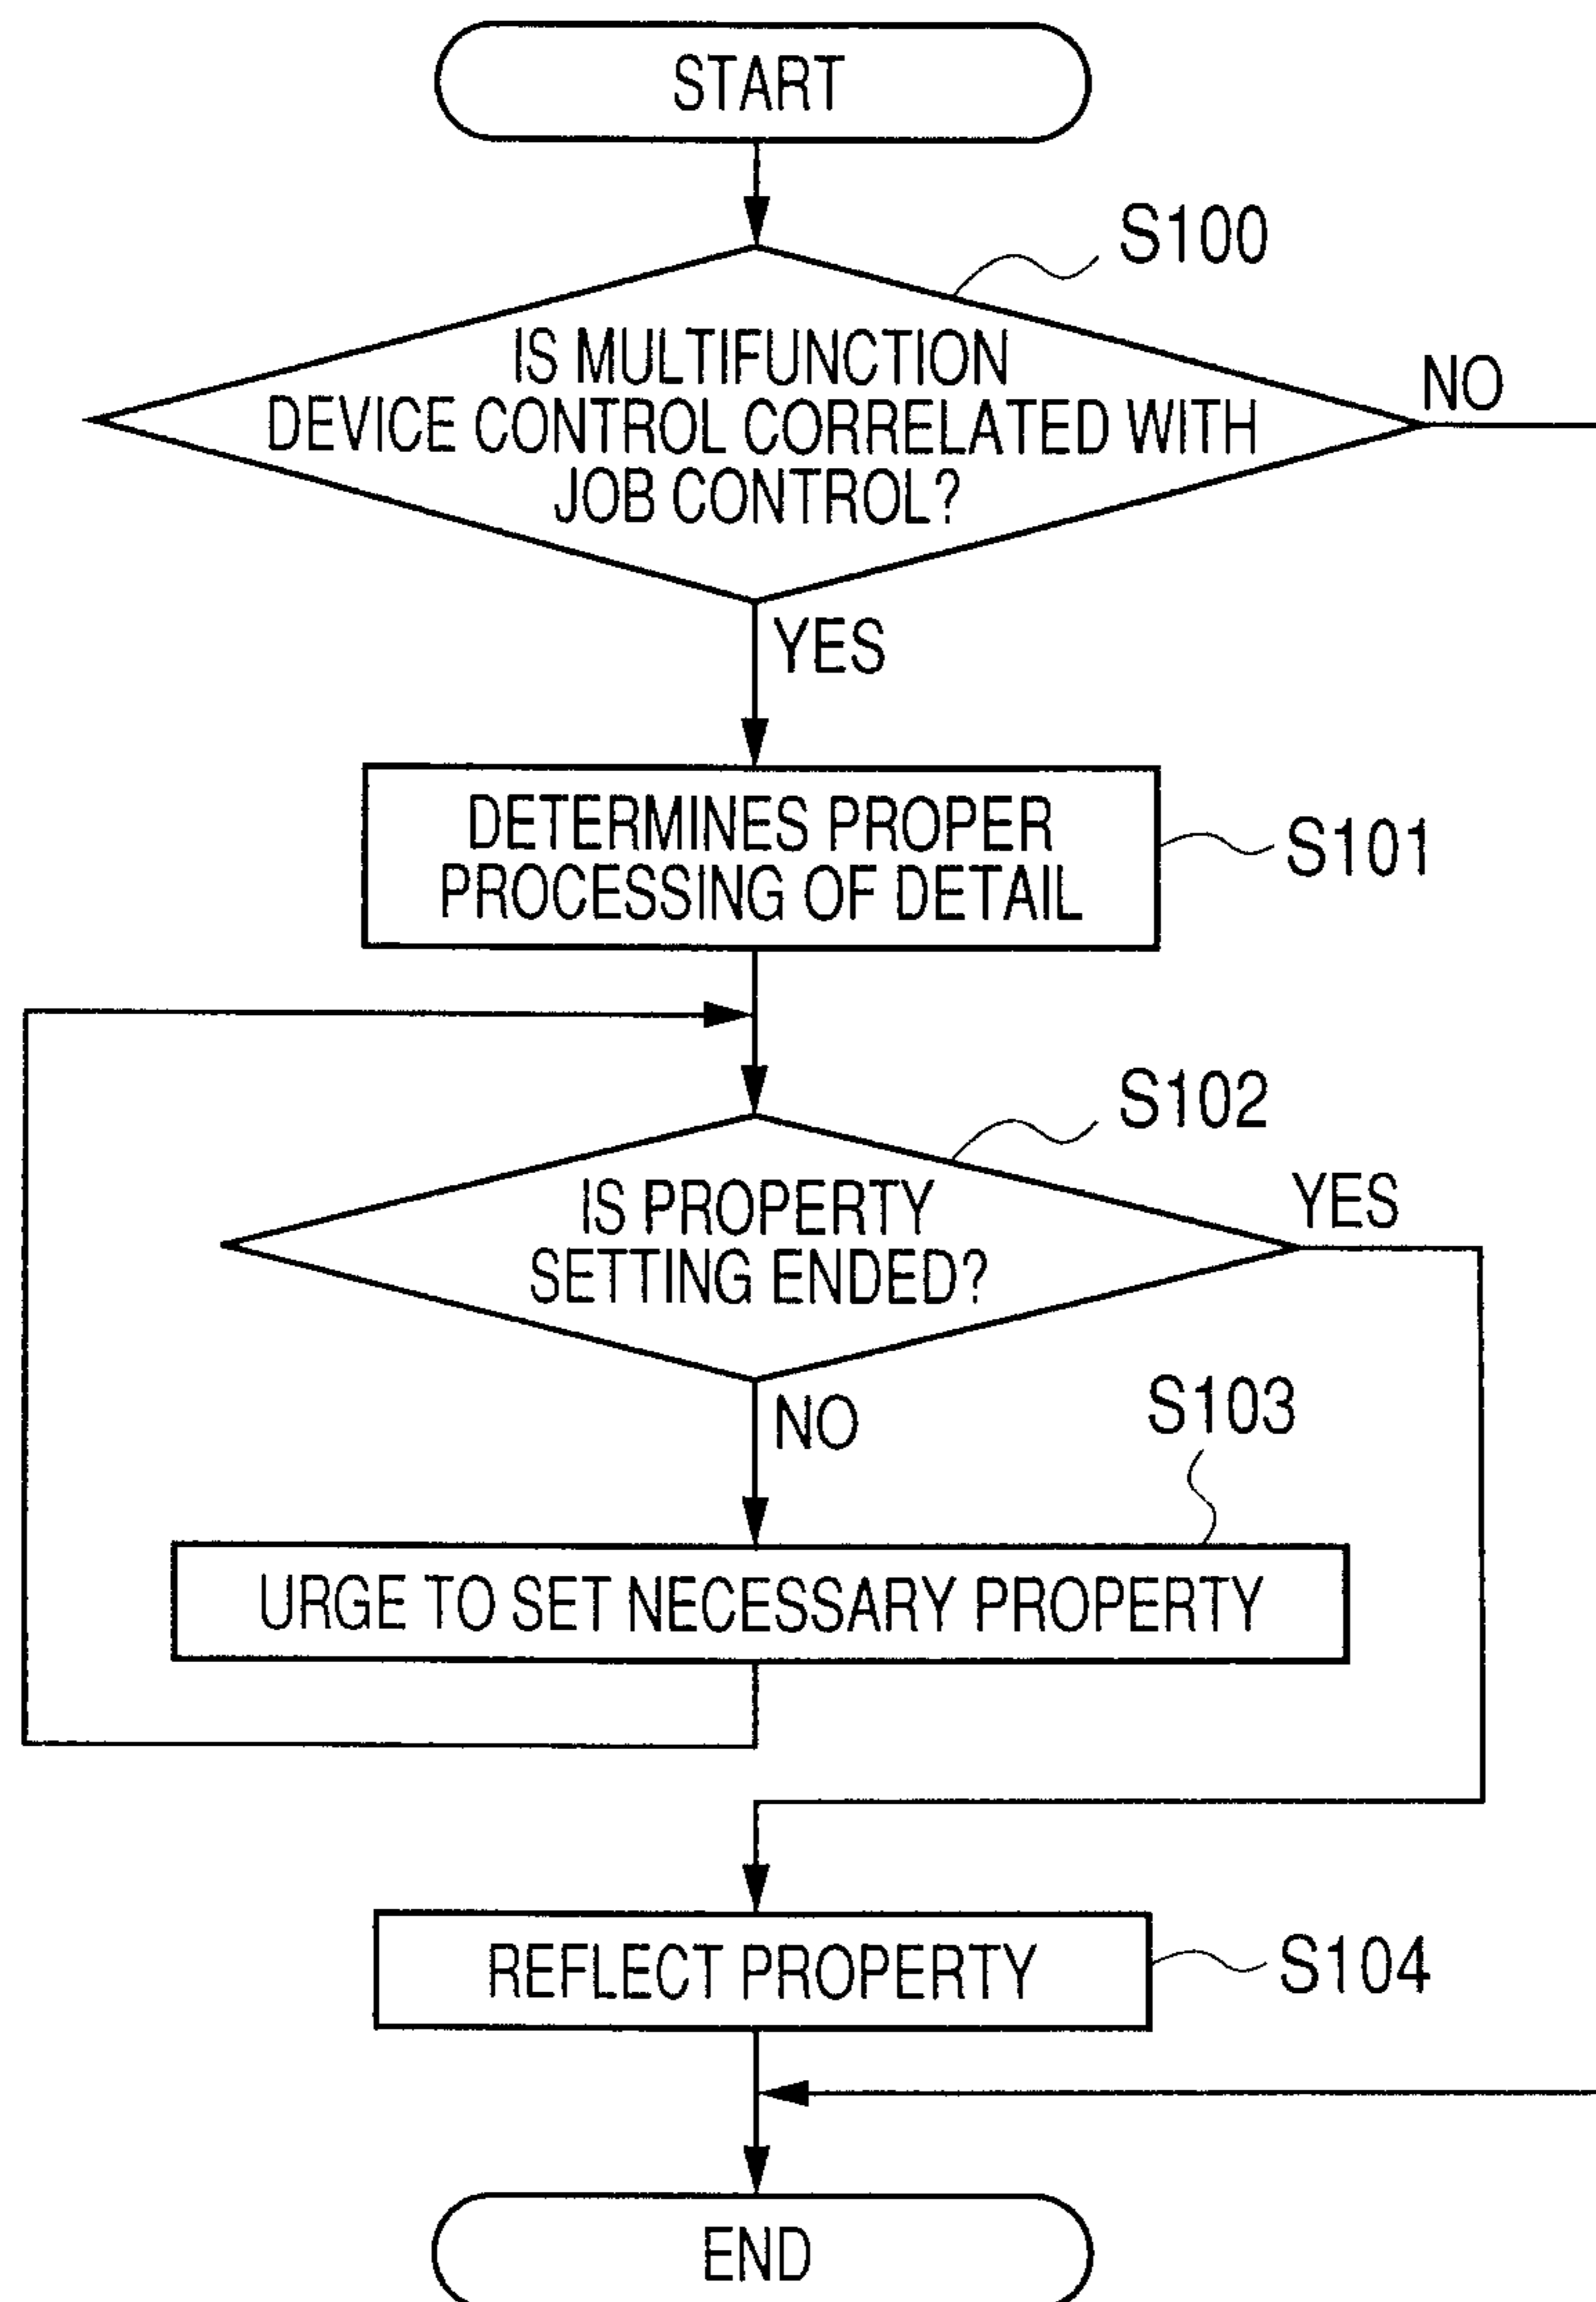 START
S100
IS MULTIFUNCTION
DEVICE CONTROL CORRELATED WITH
JOB CONTROL?
NO
YES
DETERMINES PROPER
PROCESSING OF DETAIL
S101
S102
IS PROPERTY
SETTING ENDED?
YES
NO
S103
URGE TO SET NECESSARY PROPERTY
REFLECT PROPERTY
S104
END